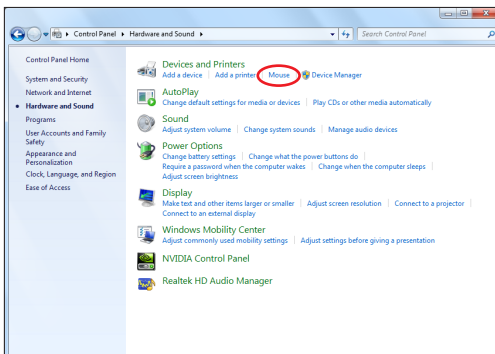 Control Panel Hardware and Sound
Search Control Panel
Control Panel Home
System and Security
Network and Internet
Hardware and Sound
Programs
User Accounts and Family
Safety
Appearance and
Personalization
Clock, Language, and Region
Ease of Access
Devices and Printers
Add a device Add a printer Mouse Device Manager
AutoPlay
Change default settings for media or devices Play CDs or other media automatically
Sound
Adjust system volume Change system sounds Manage audio devices
Power Options
Change battery settings Change what the power buttons do
Require a password when the computer wakes Change when the computer sleeps
Adjust screen brightness
Display
Make text and other items larger or smaller Adjust screen resolution Connect to a projector
Connect to an external display
Windows Mobility Center
Adjust commonly used mobility settings Adjust settings before giving a presentation
NVIDIA Control Panel
Realtek HD Audio Manager